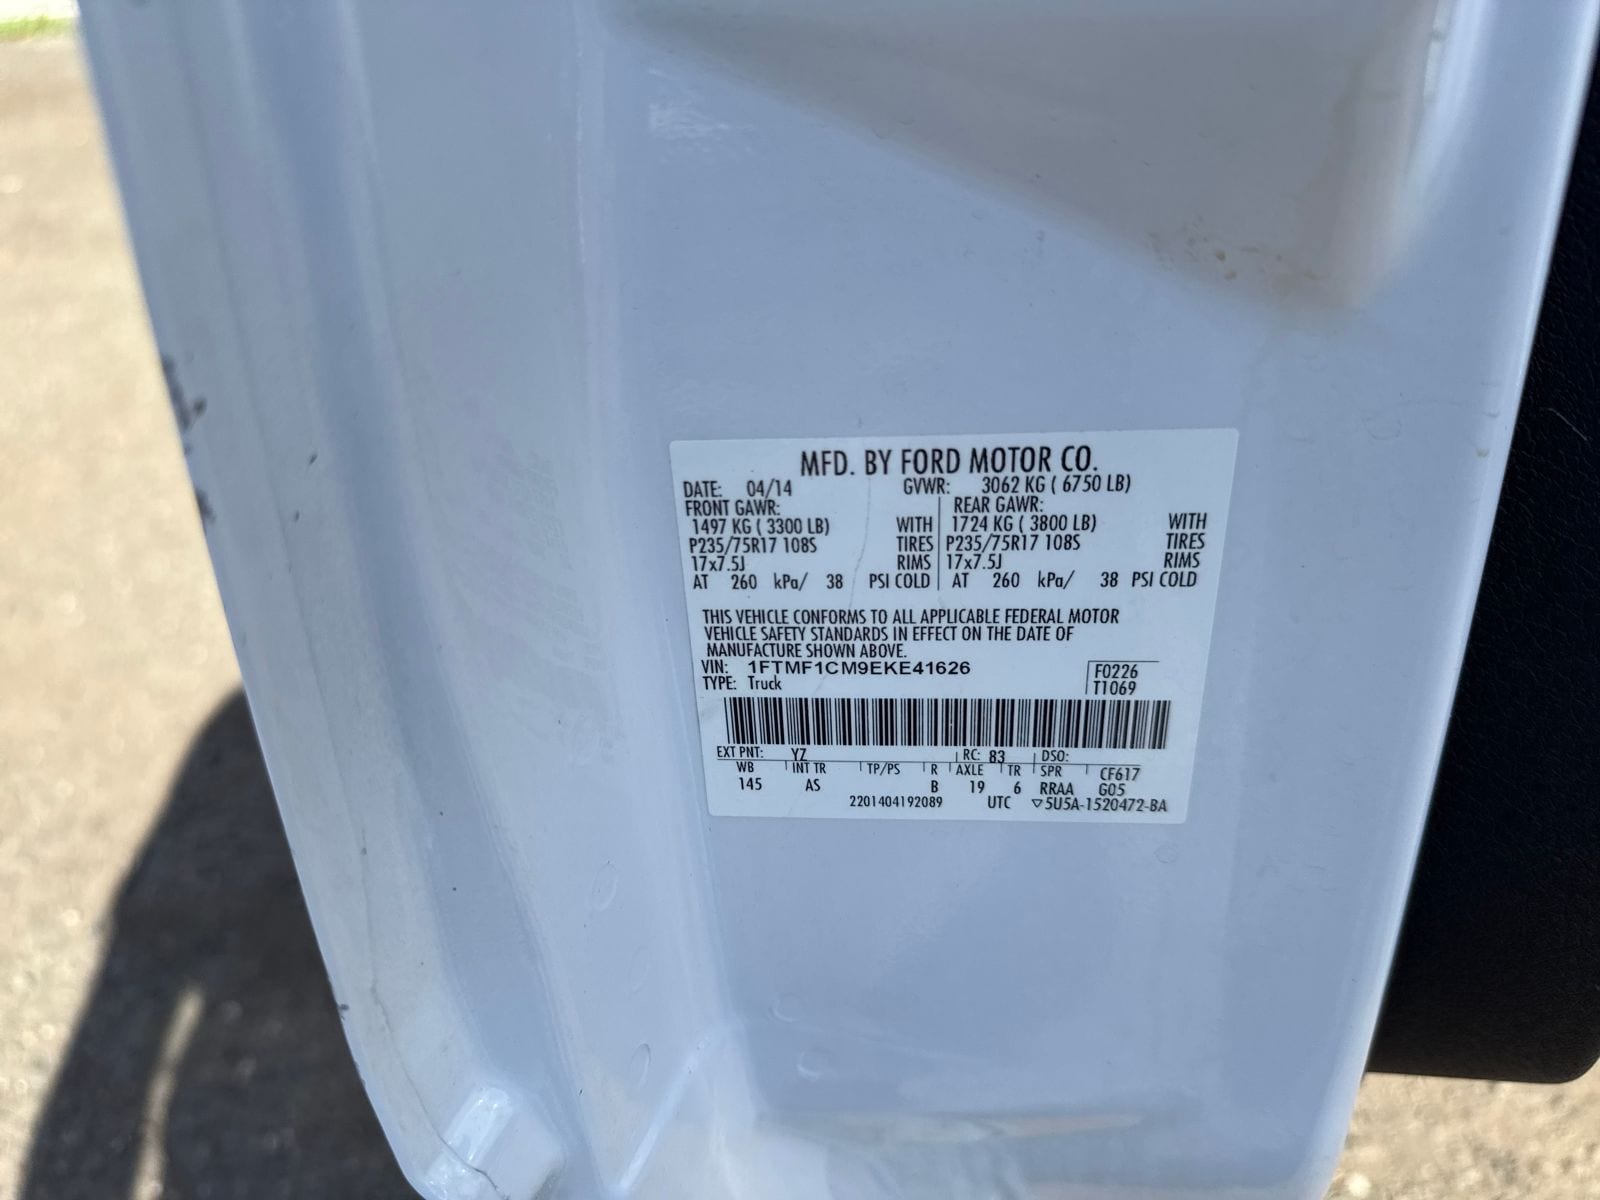 MFD. BY FORD MOTOR CO.
DATE: 04/14 GVWR: 3062 KG ( 6750 LB)
FRONT GAWR: REAR GAWR:
1497 KG ( 3300 LB) WITH 1724 KG ( 3800 LB) WITH
P235/75R17 108S TIRES P235/75R17 108S TIRES
17x7.5J RIMS 17x7.5J RIMS
AT 260 kPa/ 38 PSI COLD AT 260 kPa/ 38 PSI COLD
THIS VEHICLE CONFORMS TO ALL APPLICABLE FEDERAL MOTOR
VEHICLE SAFETY STANDARDS IN EFFECT ON THE DATE OF
MANUFACTURE SHOWN ABOVE.
VIN: 1FTMF1CM9EKE41626 F0226
TYPE: Truck T1069
EXT PNT: YZ RC: 83 DSO:
WB INT TR TP/PS R AXLE TR SPR CF617
145 AS B 19 6 RRAA G05
2201404192089 UTC ▽5U5A-1520472-BA